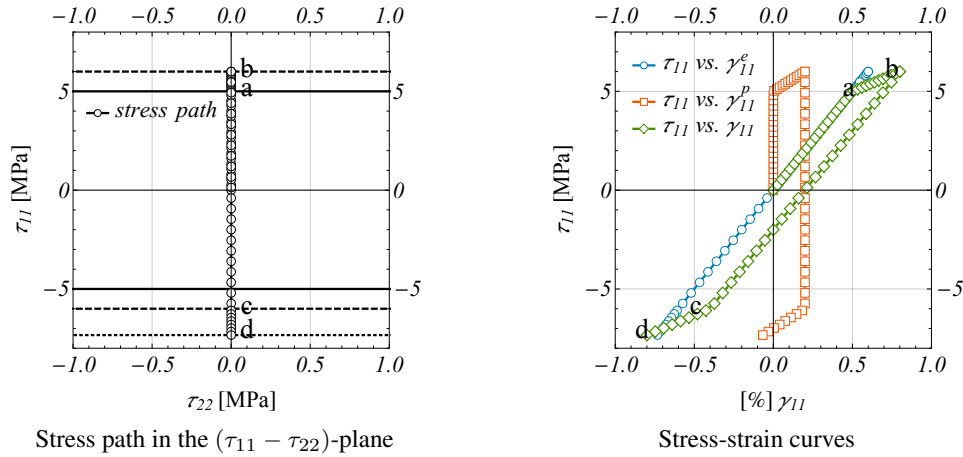 −1.0 −0.5 0.0 0.5 1.0
−1.0 −0.5 0.0 0.5 1.0
5
0
−5
τ11 [MPa]
b
a
stress path
c
d
5
0
−5
−1.0 −0.5 0.0 0.5 1.0
τ22 [MPa]
Stress path in the (τ11 − τ22)-plane
τ11 vs. γ^e_11
τ11 vs. γ^p_11
τ11 vs. γ11
a
b
c
d
5
0
−5
τ11 [MPa]
5
0
−5
−1.0 −0.5 0.0 0.5 1.0
[%] γ11
Stress-strain curves